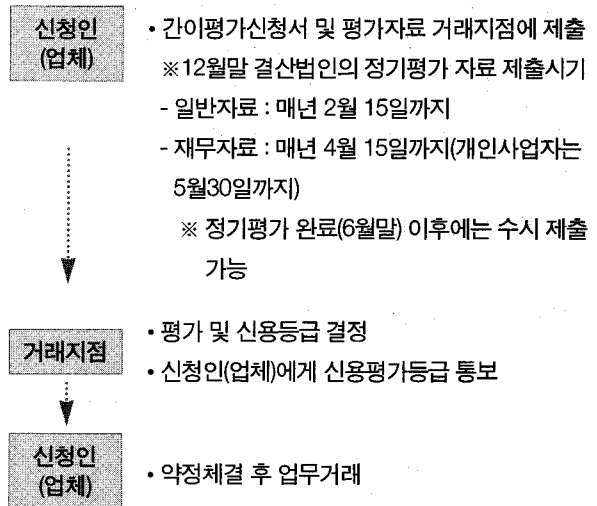 신청인
(업체)
• 간이평가신청서 및 평가자료 거래지점에 제출
※12월말 결산법인의 정기평가 자료 제출시기
- 일반자료 : 매년 2월 15일까지
- 재무자료 : 매년 4월 15일까지(개인사업자는
5월30일까지)
※ 정기평가 완료(6월말) 이후에는 수시 제출
가능
거래지점
• 평가 및 신용등급 결정
• 신청인(업체)에게 신용평가등급 통보
신청인
(업체)
• 약정체결 후 업무거래